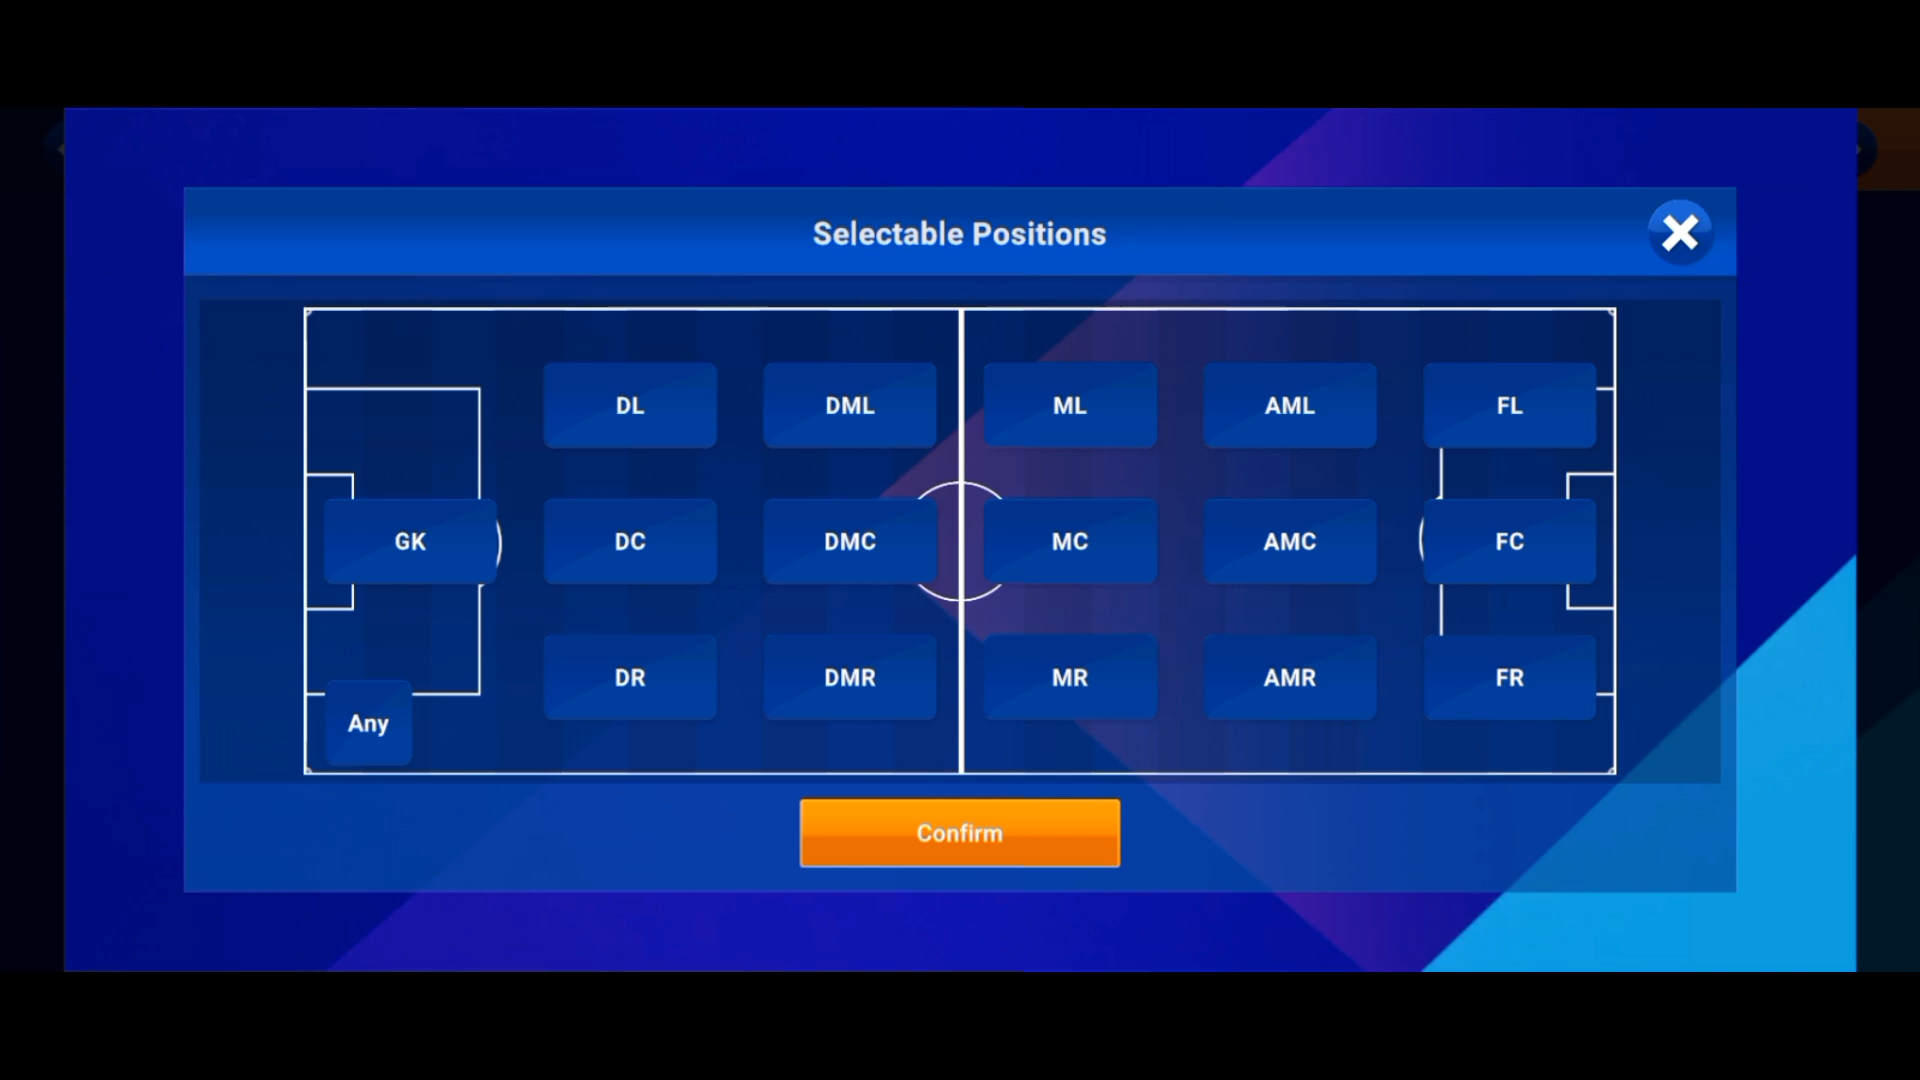 Selectable Positions
DL DML ML AML FL
GK DC DMC MC AMC FC
DR DMR MR AMR FR
Any
Confirm